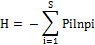 H = − ∑_{i=1}^{S} PilnPi